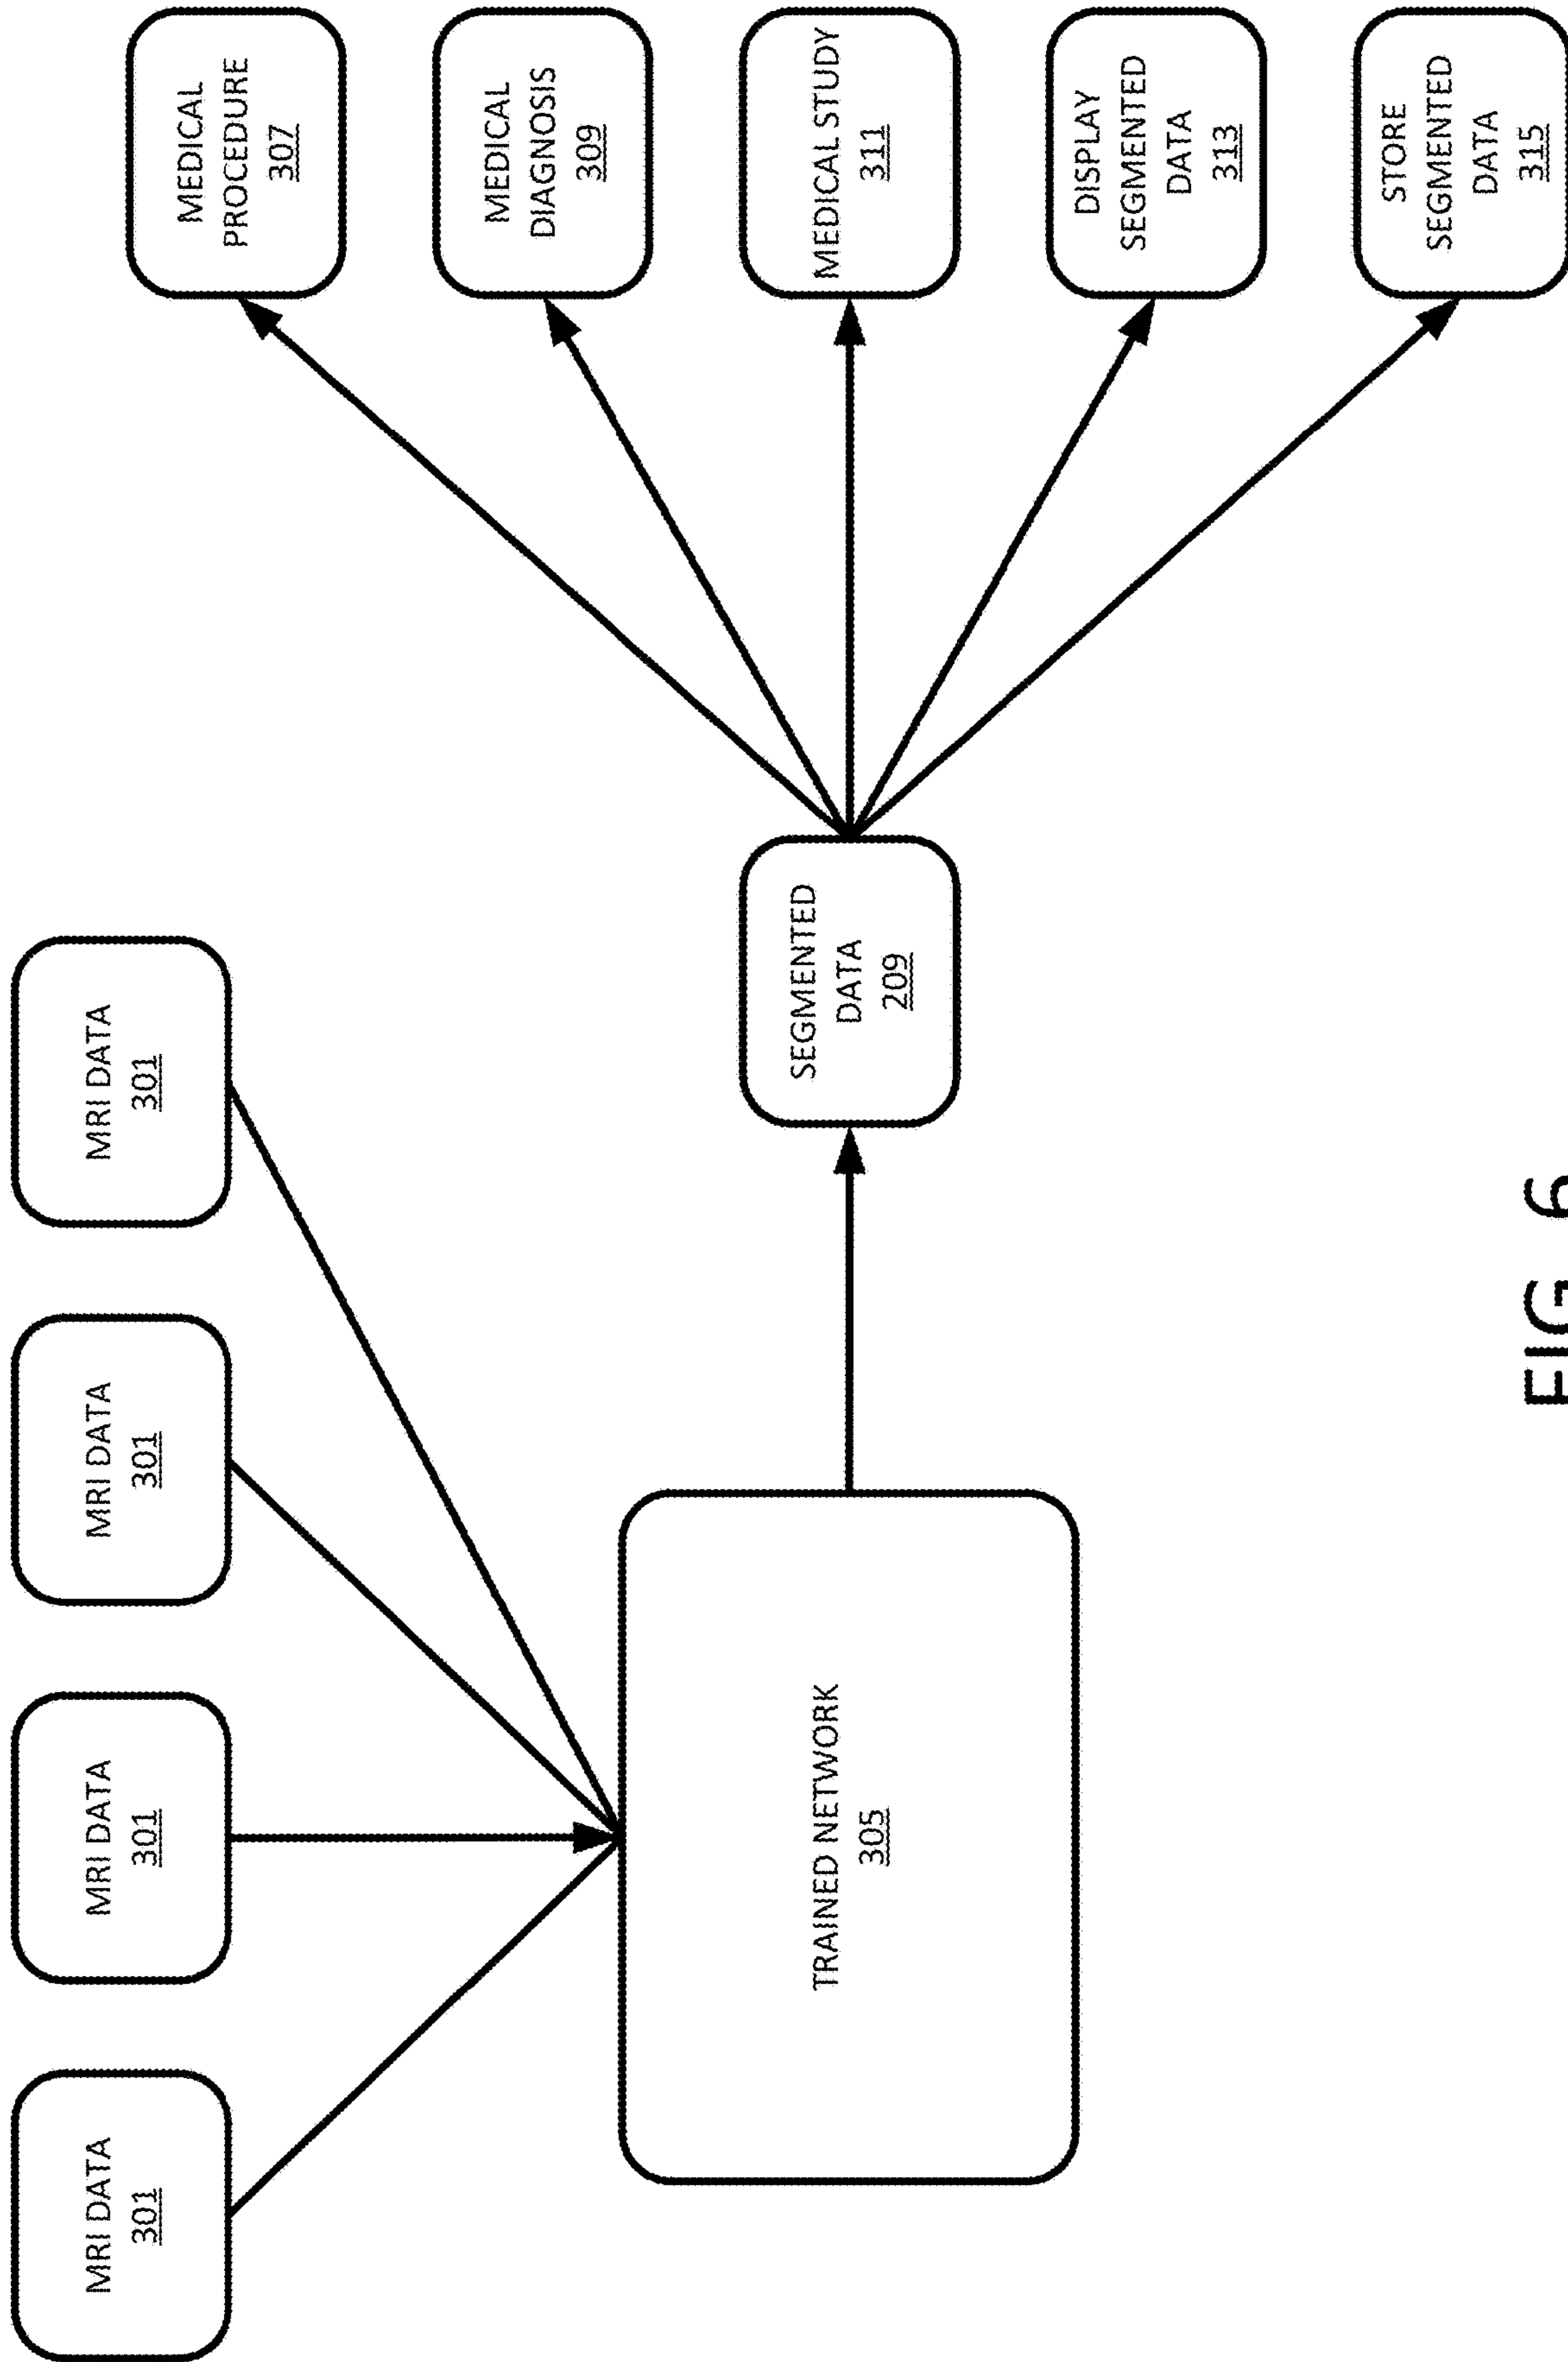 MRI DATA
301
MRI DATA
301
MRI DATA
301
MRI DATA
301
TRAINED NETWORK
305
SEGMENTED
DATA
209
MEDICAL
PROCEDURE
307
MEDICAL
DIAGNOSIS
309
MEDICAL STUDY
311
DISPLAY
SEGMENTED
DATA
313
STORE
SEGMENTED
DATA
315
FIG. 6